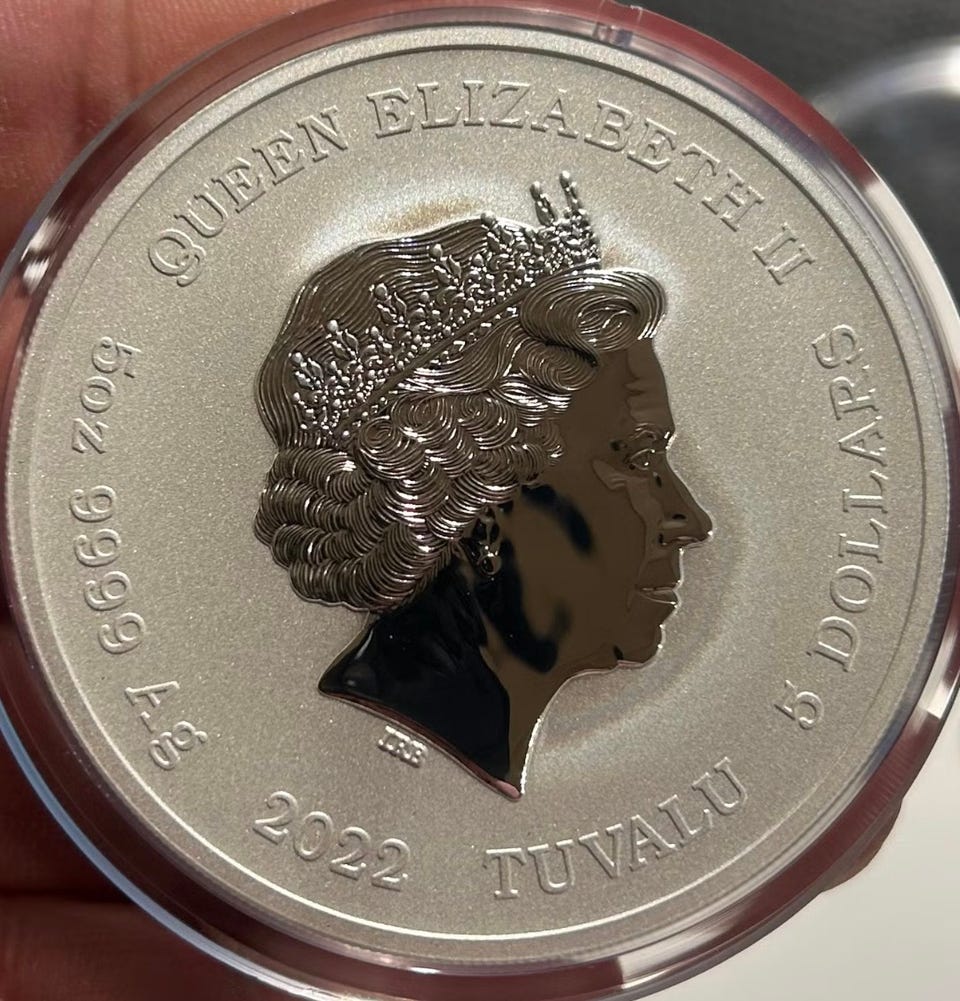 QUEEN ELIZABETH II
5 DOLLARS
TUVALU
2022
5oz 9999 Ag
IRB